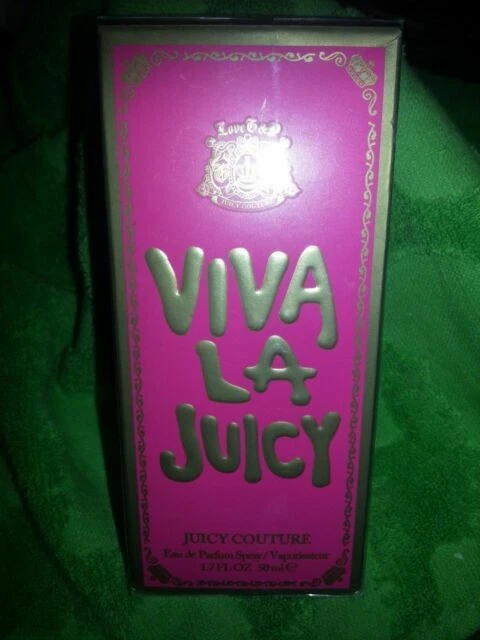 Love G&P
VIVA
LA
JUICY
JUICY COUTURE
Eau de Parfum Spray / Vaporisateur
1.7 FL. OZ. 50 ml e